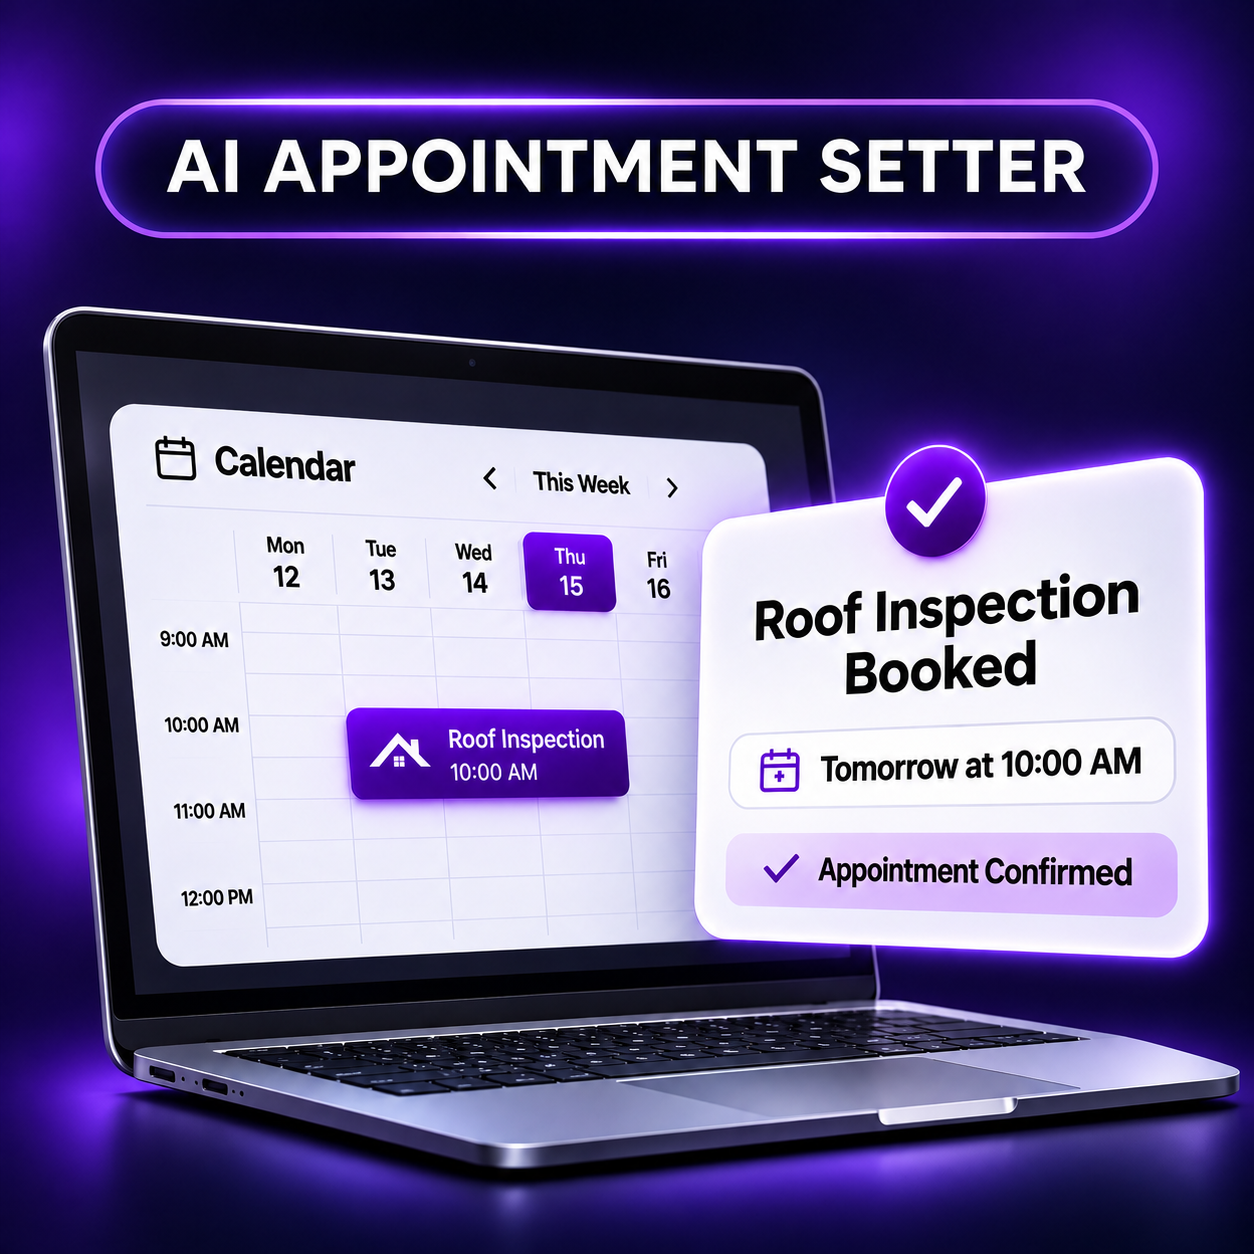 AI APPOINTMENT SETTER
Calendar
This Week
Mon
12
Tue
13
Wed
14
Thu
15
Fri
16
9:00 AM
10:00 AM
11:00 AM
12:00 PM
Roof Inspection
10:00 AM
Roof Inspection
Booked
Tomorrow at 10:00 AM
Appointment Confirmed